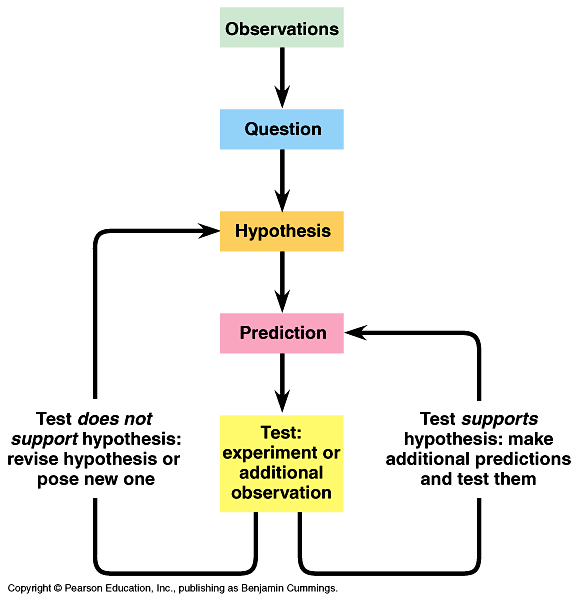 Observations
Question
Hypothesis
Prediction
Test does not
support hypothesis:
revise hypothesis or
pose new one
Test:
experiment or
additional
observation
Test supports
hypothesis: make
additional predictions
and test them
Copyright © Pearson Education, Inc., publishing as Benjamin Cummings.